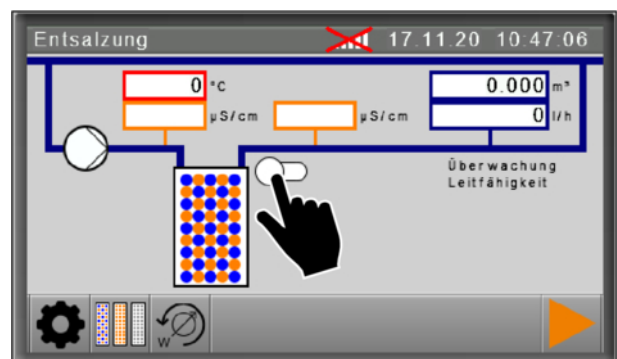 Entsalzung 17.11.20 10:47:06
0 °C
0.000 m³
µS/cm
µS/cm
0 l/h
Überwachung
Leitfähigkeit
W